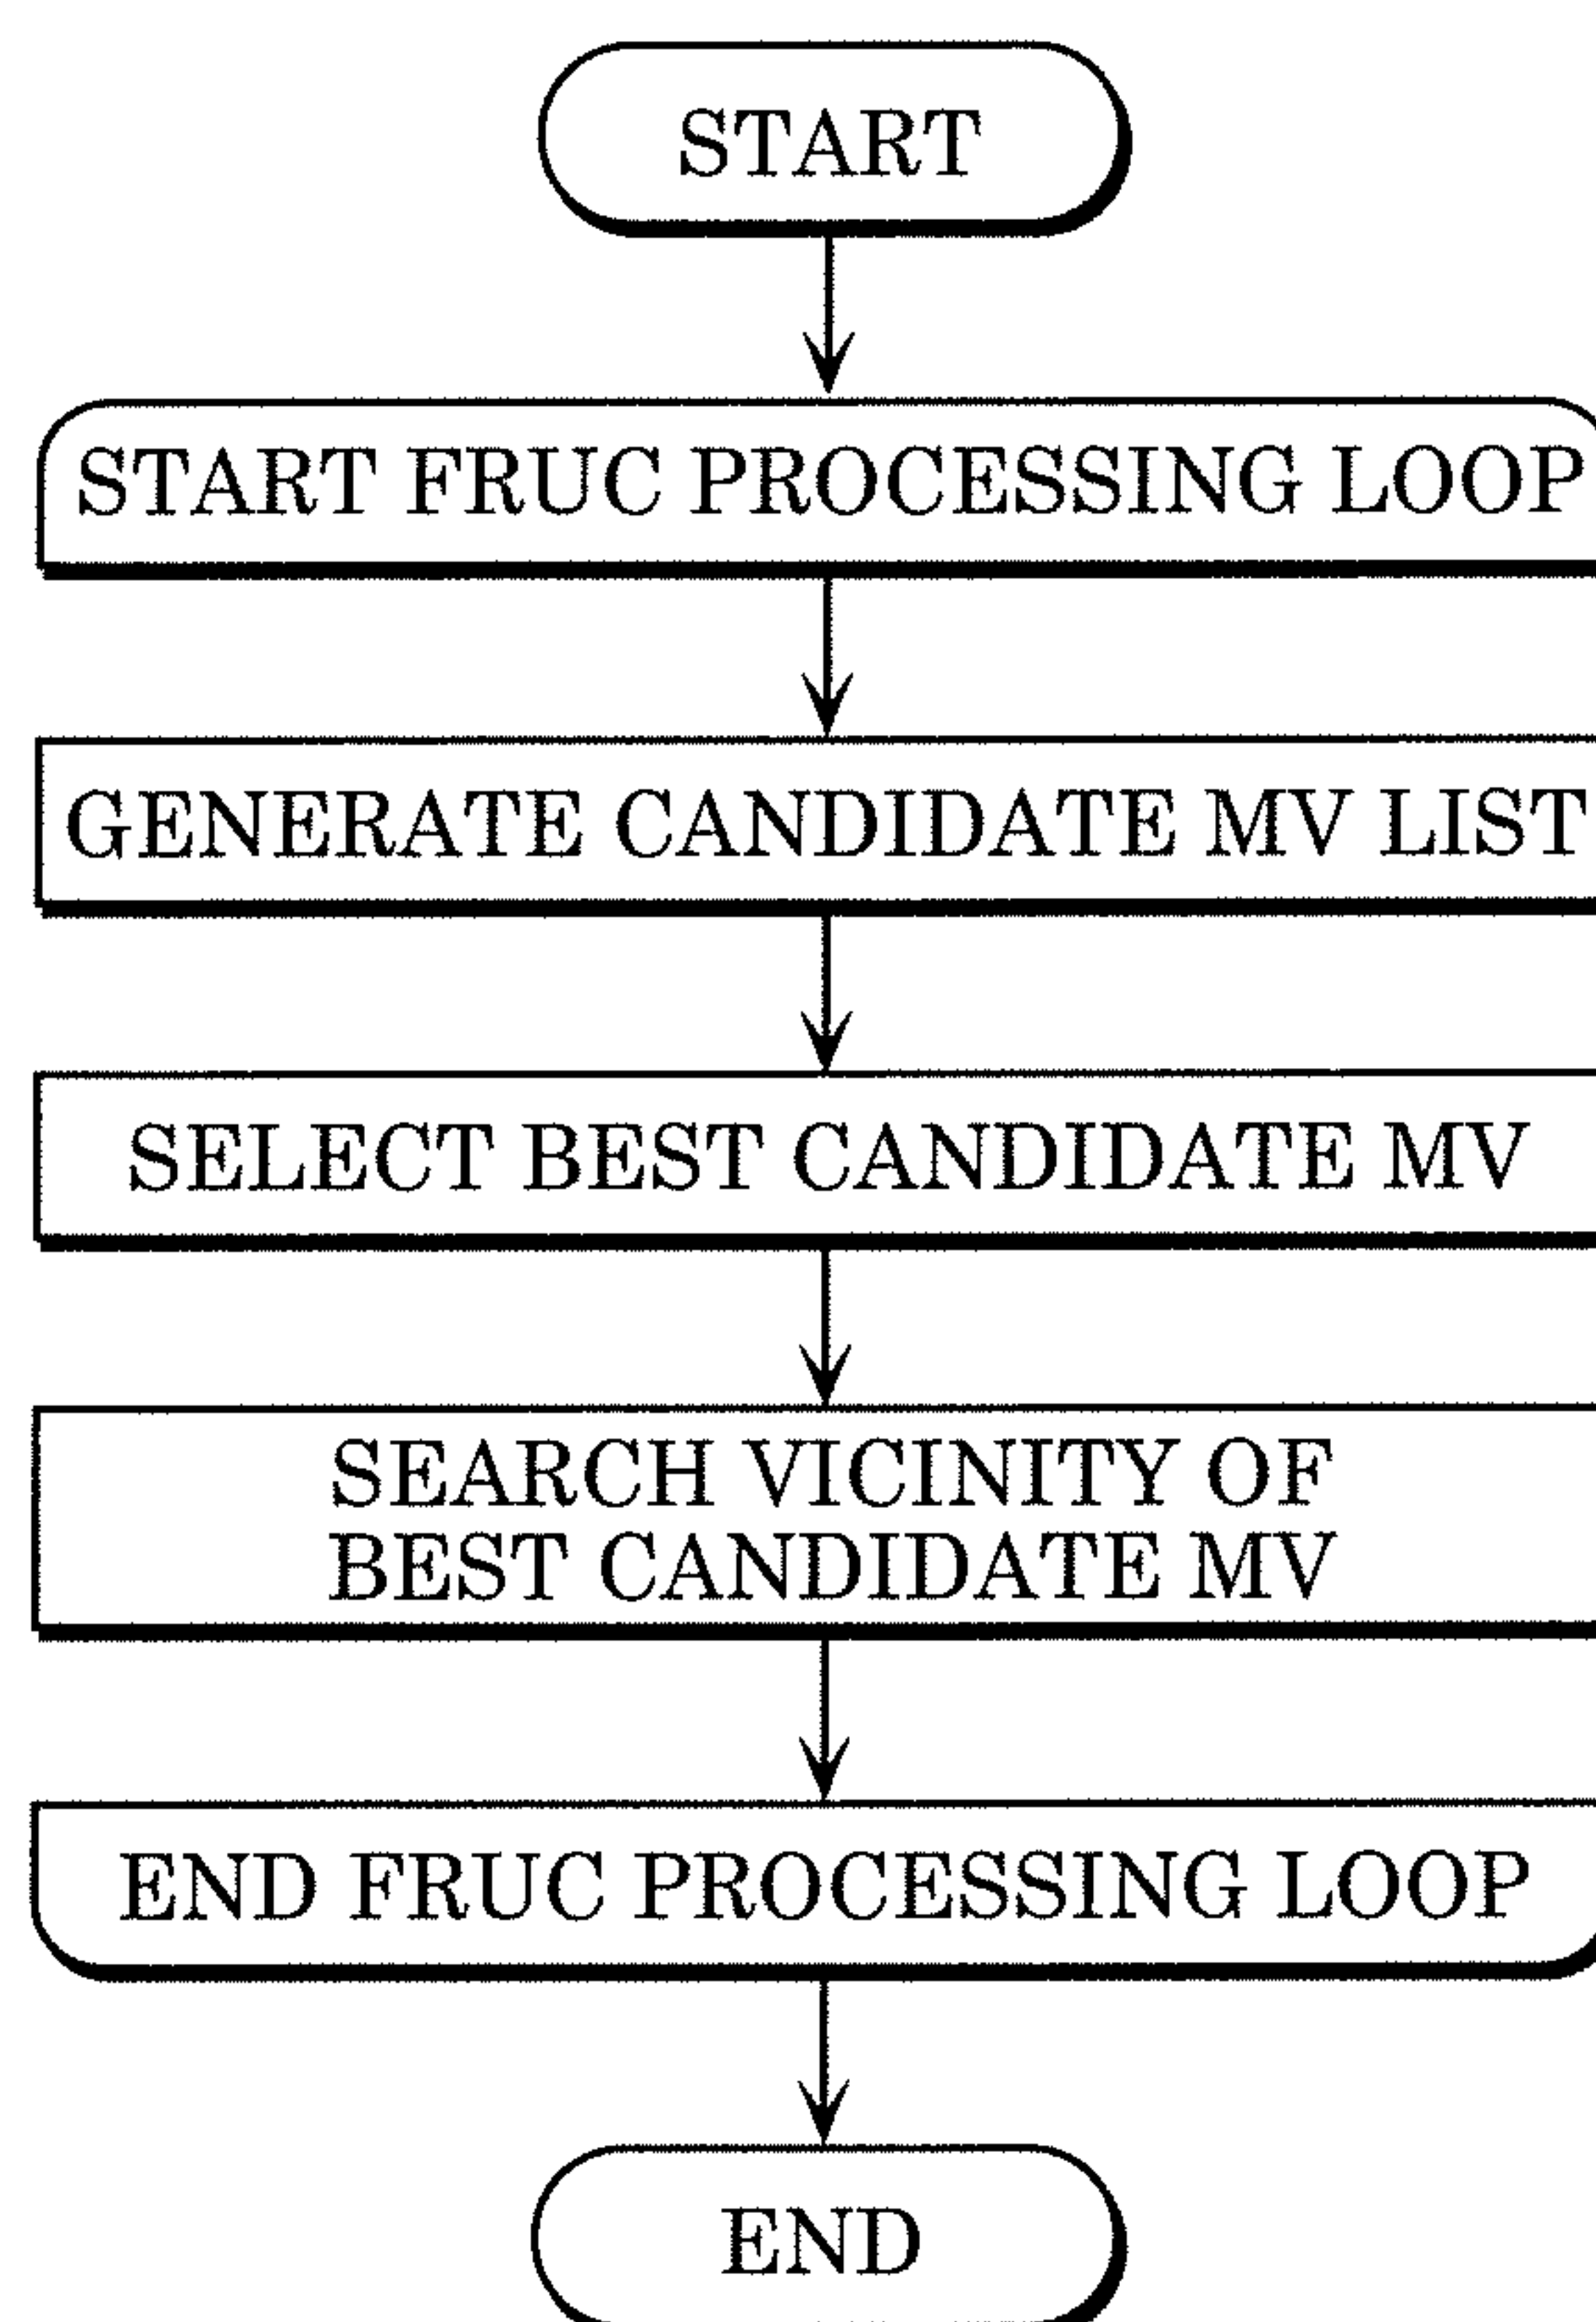 START
START FRUC PROCESSING LOOP
GENERATE CANDIDATE MV LIST
SELECT BEST CANDIDATE MV
SEARCH VICINITY OF
BEST CANDIDATE MV
END FRUC PROCESSING LOOP
END